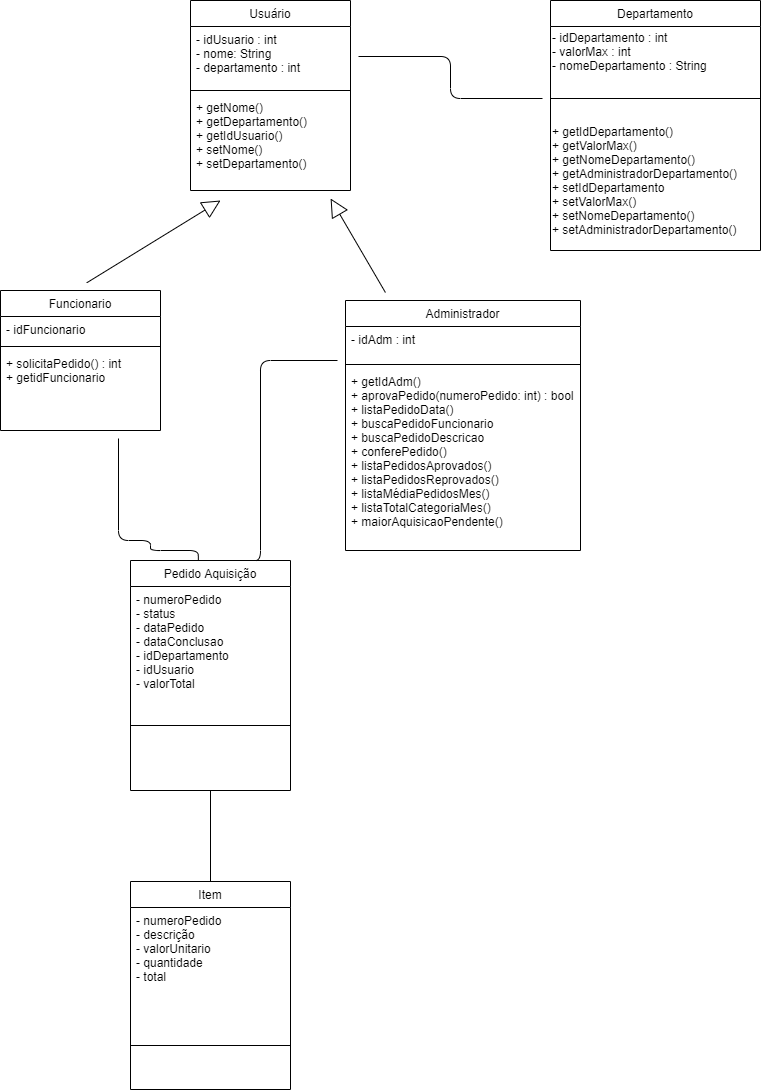 Usuário
- idUsuario : int
- nome: String
- departamento : int
+ getNome()
+ getDepartamento()
+ getIdUsuario()
+ setNome()
+ setDepartamento()
Departamento
- idDepartamento : int
- valorMax : int
- nomeDepartamento : String
+ getIdDepartamento()
+ getValorMax()
+ getNomeDepartamento()
+ getAdministradorDepartamento()
+ setIdDepartamento
+ setValorMax()
+ setNomeDepartamento()
+ setAdministradorDepartamento()
Funcionario
- idFuncionario
+ solicitaPedido() : int
+ getidFuncionario
Administrador
- idAdm : int
+ getIdAdm()
+ aprovaPedido(numeroPedido: int) : bool
+ listaPedidoData()
+ buscaPedidoFuncionario
+ buscaPedidoDescricao
+ conferePedido()
+ listaPedidosAprovados()
+ listaPedidosReprovados()
+ listaMédiaPedidosMes()
+ listaTotalCategoriaMes()
+ maiorAquisicaoPendente()
Pedido Aquisição
- numeroPedido
- status
- dataPedido
- dataConclusao
- idDepartamento
- idUsuario
- valorTotal
Item
- numeroPedido
- descrição
- valorUnitario
- quantidade
- total